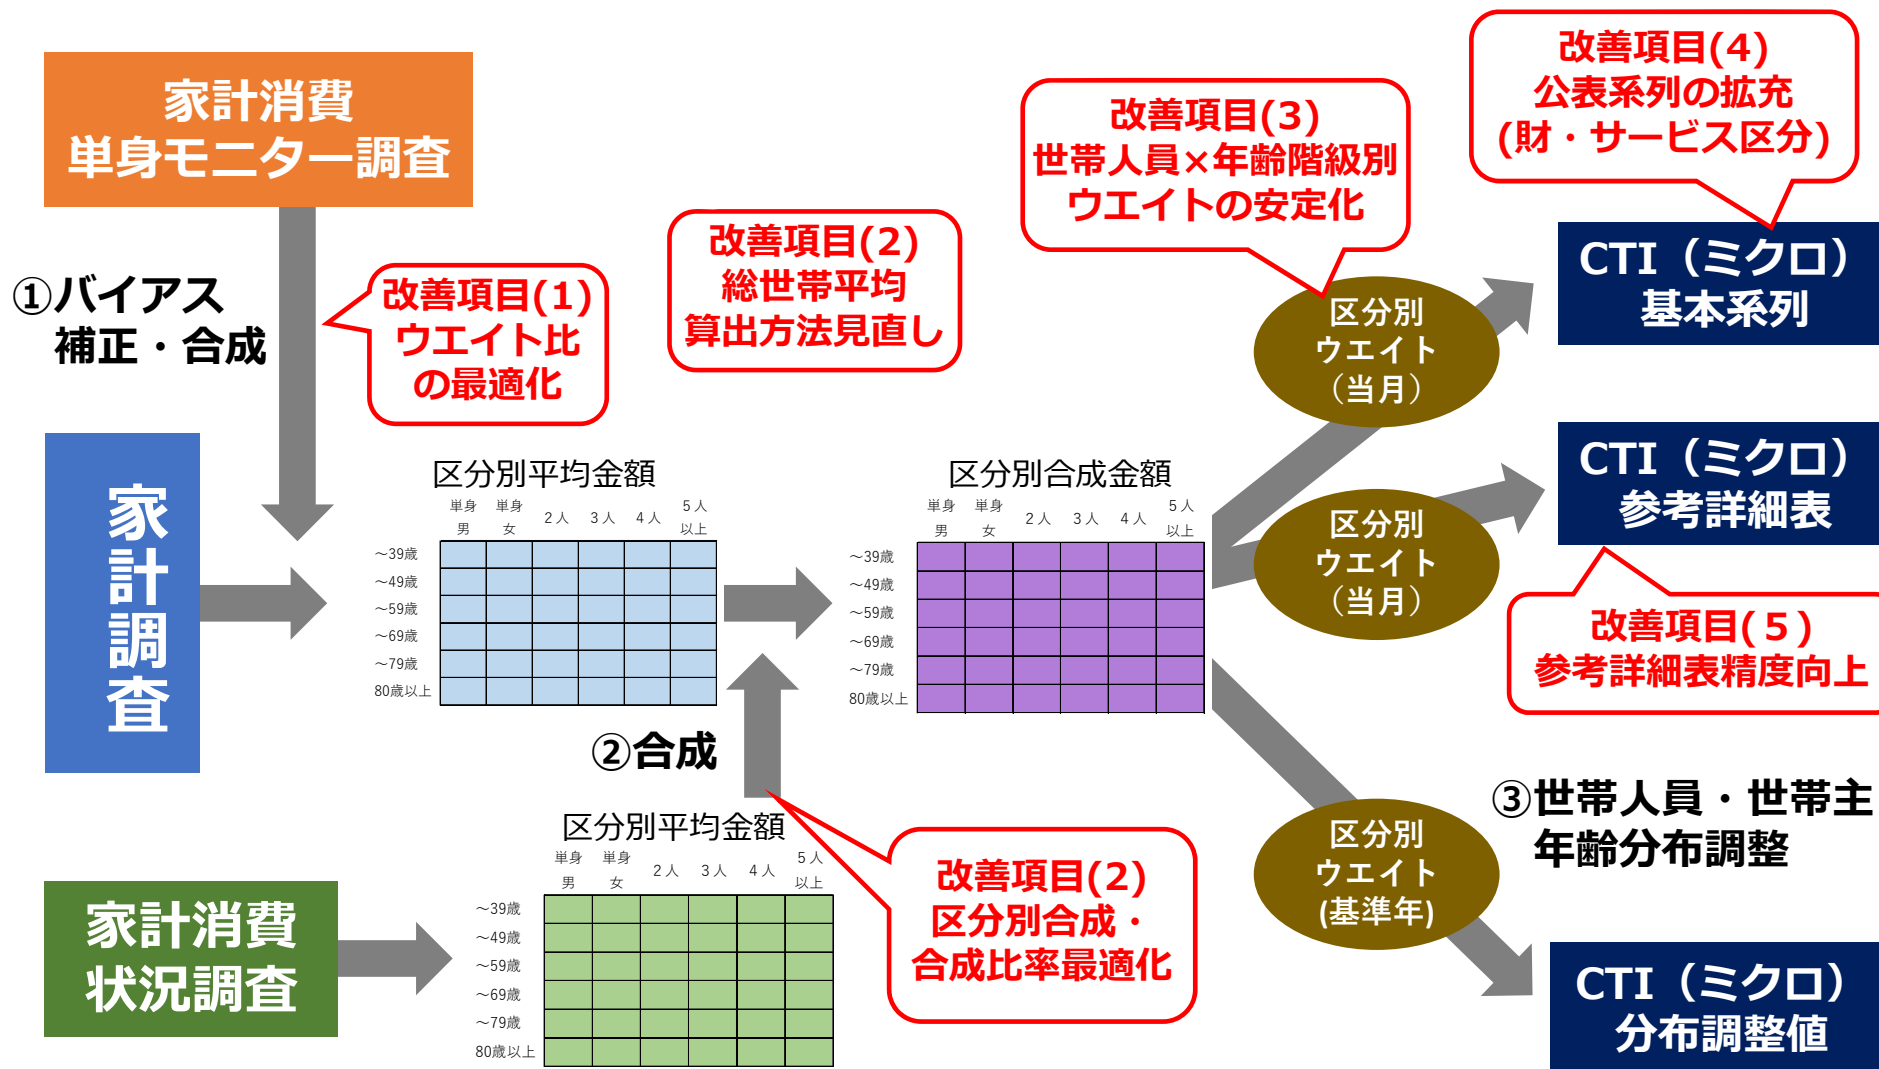 家計消費
単身モニター調査
①バイアス
補正・合成
改善項目(1)
ウエイト比
の最適化
改善項目(2)
総世帯平均
算出方法見直し
改善項目(3)
世帯人員×年齢階級別
ウエイトの安定化
改善項目(4)
公表系列の拡充
(財・サービス区分)
家計調査
区分別平均金額
単身男 単身女 2人 3人 4人 5人以上
～39歳
～49歳
～59歳
～69歳
～79歳
80歳以上
区分別合成金額
単身男 単身女 2人 3人 4人 5人以上
～39歳
～49歳
～59歳
～69歳
～79歳
80歳以上
区分別
ウエイト
（当月）
CTI（ミクロ）
基本系列
区分別
ウエイト
（当月）
CTI（ミクロ）
参考詳細表
改善項目(５)
参考詳細表精度向上
②合成
家計消費
状況調査
区分別平均金額
単身男 単身女 2人 3人 4人 5人以上
～39歳
～49歳
～59歳
～69歳
～79歳
80歳以上
改善項目(2)
区分別合成・
合成比率最適化
③世帯人員・世帯主
年齢分布調整
区分別
ウエイト
(基準年)
CTI（ミクロ）
分布調整値